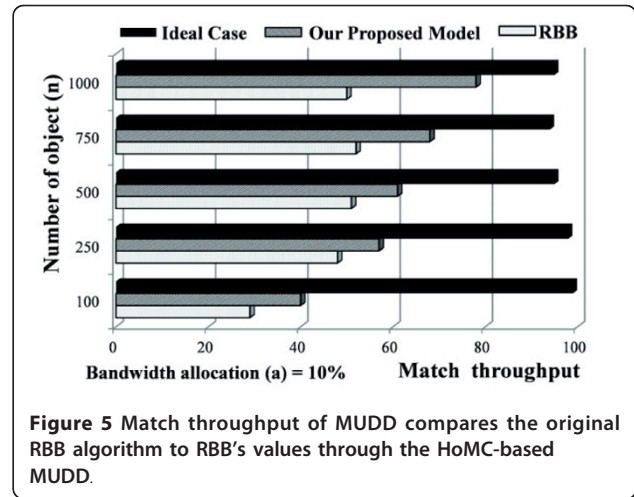 Ideal Case Our Proposed Model RBB
Number of object (n)
1000
750
500
250
100
0 20 40 60 80 100
Bandwidth allocation (a) = 10% Match throughput
Figure 5 Match throughput of MUDD compares the original
RBB algorithm to RBB's values through the HoMC-based
MUDD.